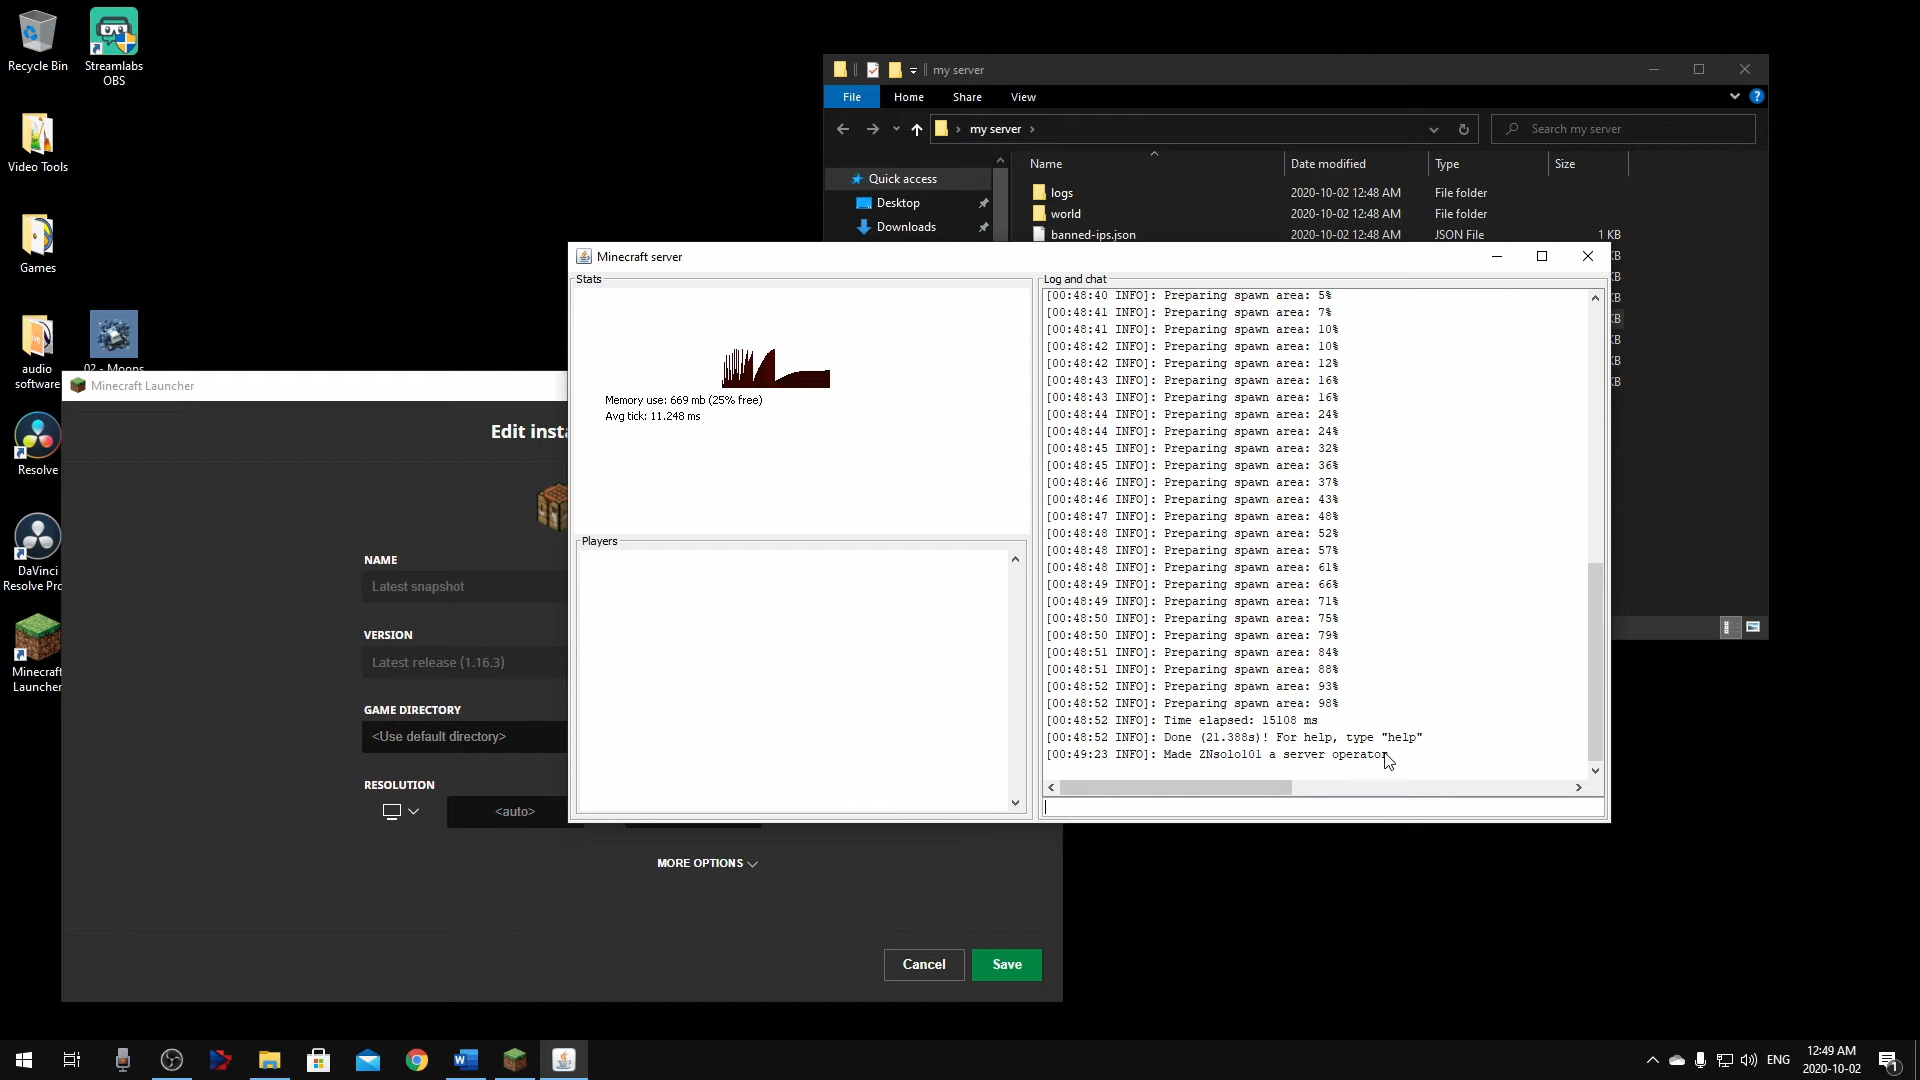 Recycle Bin
Streamlabs
OBS
Video Tools
Games
audio
software
02 - Moons
Resolve
DaVinci
Resolve Pro
Minecraft
Launcher
my server
File
Home
Share
View
my server
Search my server
Name
Date modified
Type
Size
Quick access
Desktop
Downloads
logs
2020-10-02 12:48 AM
File folder
world
2020-10-02 12:48 AM
File folder
banned-ips.json
2020-10-02 12:48 AM
JSON File
1 KB
KB
KB
KB
KB
KB
KB
KB
Minecraft Launcher
Edit insta
NAME
Latest snapshot
VERSION
Latest release (1.16.3)
GAME DIRECTORY
<Use default directory>
RESOLUTION
<auto>
MORE OPTIONS
Cancel
Save
Minecraft server
Stats
Memory use: 669 mb (25% free)
Avg tick: 11.248 ms
Players
Log and chat
[00:48:40 INFO]: Preparing spawn area: 5%
[00:48:41 INFO]: Preparing spawn area: 7%
[00:48:41 INFO]: Preparing spawn area: 10%
[00:48:42 INFO]: Preparing spawn area: 10%
[00:48:42 INFO]: Preparing spawn area: 12%
[00:48:43 INFO]: Preparing spawn area: 16%
[00:48:43 INFO]: Preparing spawn area: 16%
[00:48:44 INFO]: Preparing spawn area: 24%
[00:48:44 INFO]: Preparing spawn area: 24%
[00:48:45 INFO]: Preparing spawn area: 32%
[00:48:45 INFO]: Preparing spawn area: 36%
[00:48:46 INFO]: Preparing spawn area: 37%
[00:48:46 INFO]: Preparing spawn area: 43%
[00:48:47 INFO]: Preparing spawn area: 48%
[00:48:48 INFO]: Preparing spawn area: 52%
[00:48:48 INFO]: Preparing spawn area: 57%
[00:48:48 INFO]: Preparing spawn area: 61%
[00:48:49 INFO]: Preparing spawn area: 66%
[00:48:49 INFO]: Preparing spawn area: 71%
[00:48:50 INFO]: Preparing spawn area: 75%
[00:48:50 INFO]: Preparing spawn area: 79%
[00:48:51 INFO]: Preparing spawn area: 84%
[00:48:51 INFO]: Preparing spawn area: 88%
[00:48:52 INFO]: Preparing spawn area: 93%
[00:48:52 INFO]: Preparing spawn area: 98%
[00:48:52 INFO]: Time elapsed: 15108 ms
[00:48:52 INFO]: Done (21.388s)! For help, type "help"
[00:49:23 INFO]: Made ZNsolo101 a server operator
ENG
12:49 AM
2020-10-02
1